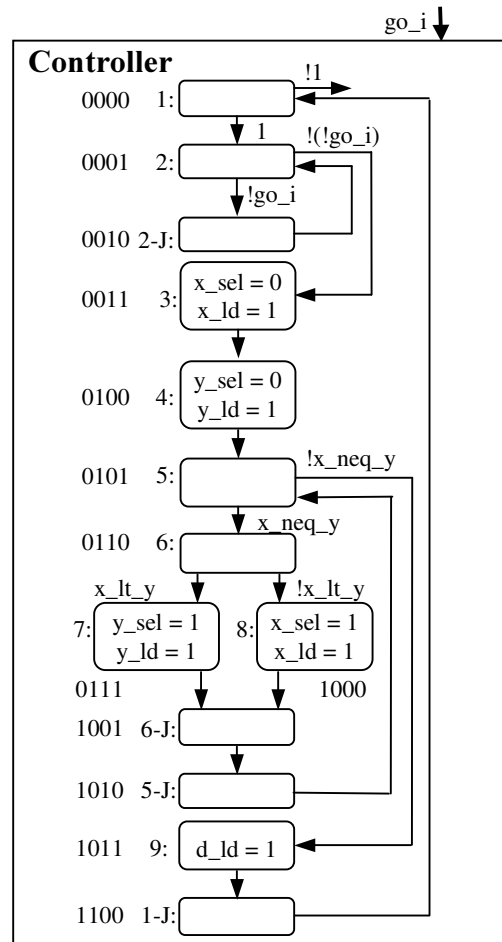 go_i
Controller
!1
0000 1:
1
!(!go_i)
0001 2:
!go_i
0010 2-J:
x_sel = 0
0011 3:
x_ld = 1
y_sel = 0
0100 4:
y_ld = 1
!x_neq_y
0101 5:
x_neq_y
0110 6:
x_lt_y !x_lt_y
7: y_sel = 1 8: x_sel = 1
y_ld = 1 x_ld = 1
0111 1000
1001 6-J:
1010 5-J:
1011 9: d_ld = 1
1100 1-J: